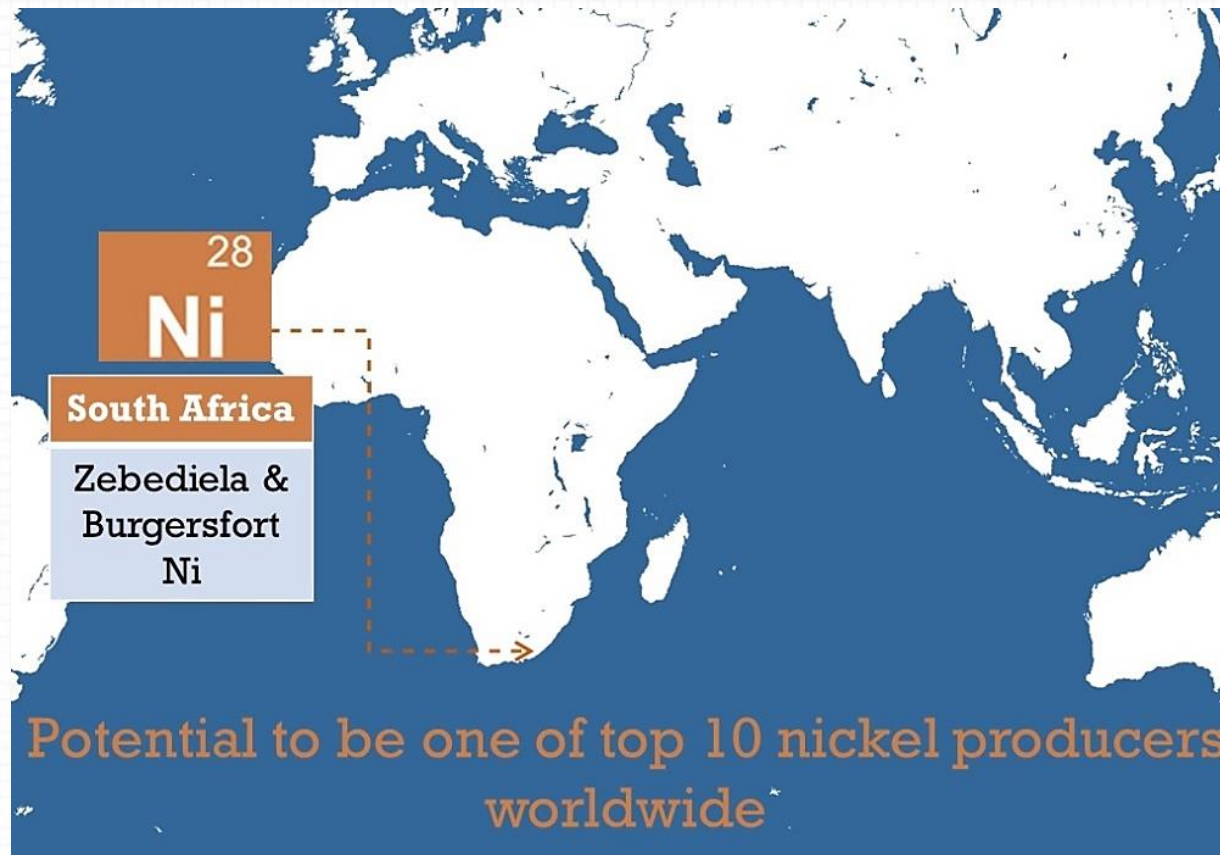 28
Ni
South Africa
Zebediela &
Burgersfort
Ni
Potential to be one of top 10 nickel producers
worldwide